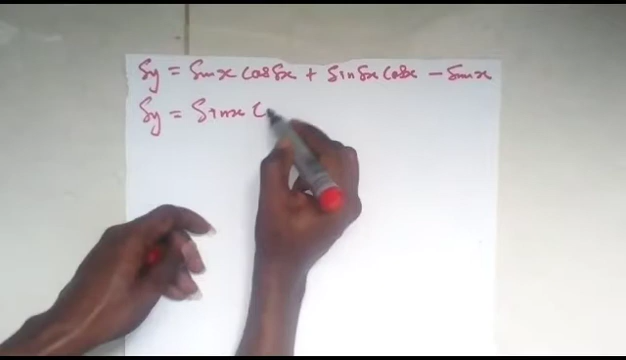 δy = Sinx Cosδx + Sinδx Cosx − Sinx
δy = Sinx C